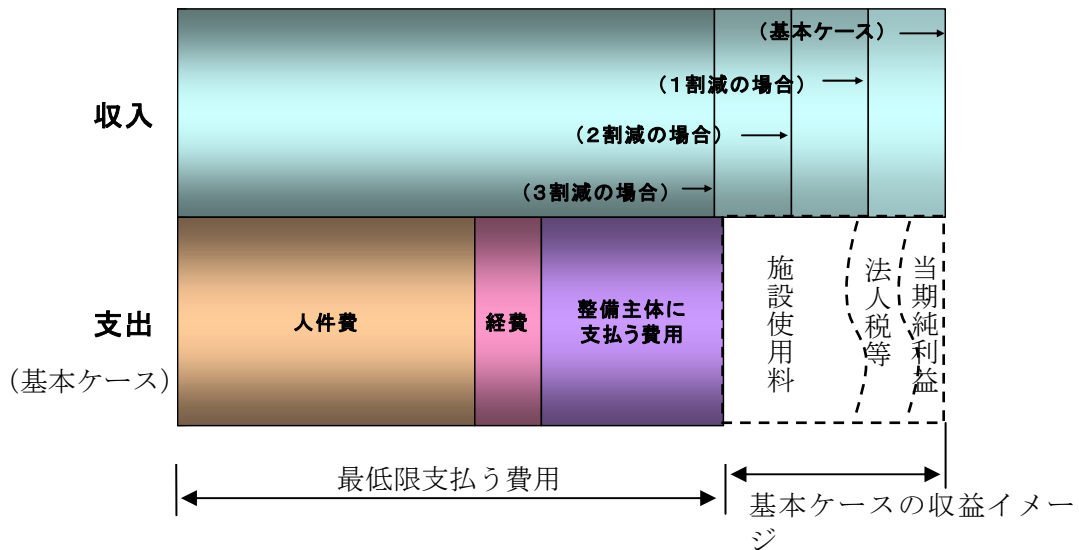 (基本ケース)
(1割減の場合)
収入
(2割減の場合)
(3割減の場合)
人件費
経費
整備主体に
支払う費用
施設使用料
法人税等
当期純利益
支出
(基本ケース)
最低限支払う費用
基本ケースの収益イメー
ジ